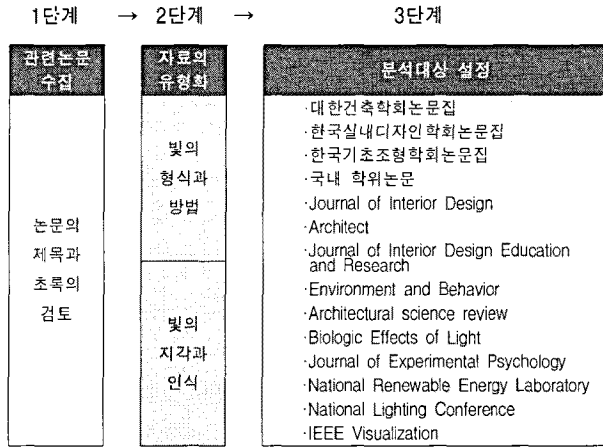 1단계 → 2단계 → 3단계
관련논문
수집
논문의
제목과
초록의
검토
자료의
유형화
빛의
형식과
방법
빛의
지각과
인식
분석대상 설정
·대한건축학회논문집
·한국실내디자인학회논문집
·한국기초조형학회논문집
·국내 학위논문
·Journal of Interior Design
·Architect
·Journal of Interior Design Education
and Research
·Environment and Behavior
·Architectural science review
·Biologic Effects of Light
·Journal of Experimental Psychology
·National Renewable Energy Laboratory
·National Lighting Conference
·IEEE Visualization